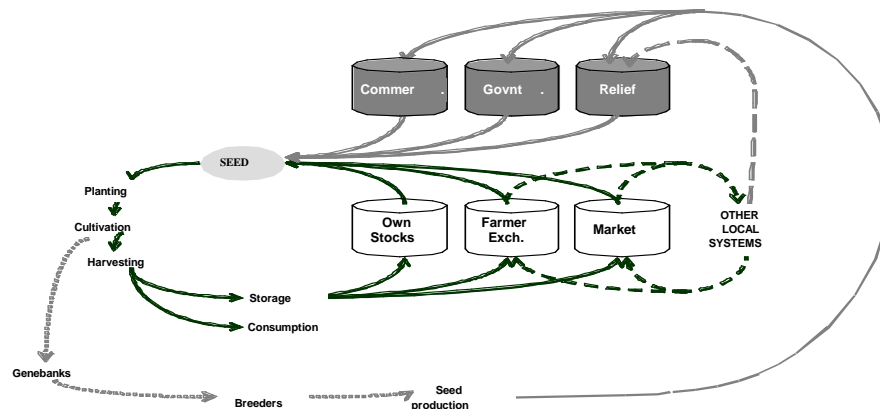 Commer .
Govnt .
Relief
SEED
Planting
Cultivation
Harvesting
Own
Stocks
Farmer
Exch.
Market
OTHER
LOCAL
SYSTEMS
Storage
Consumption
Genebanks
Breeders
Seed
production